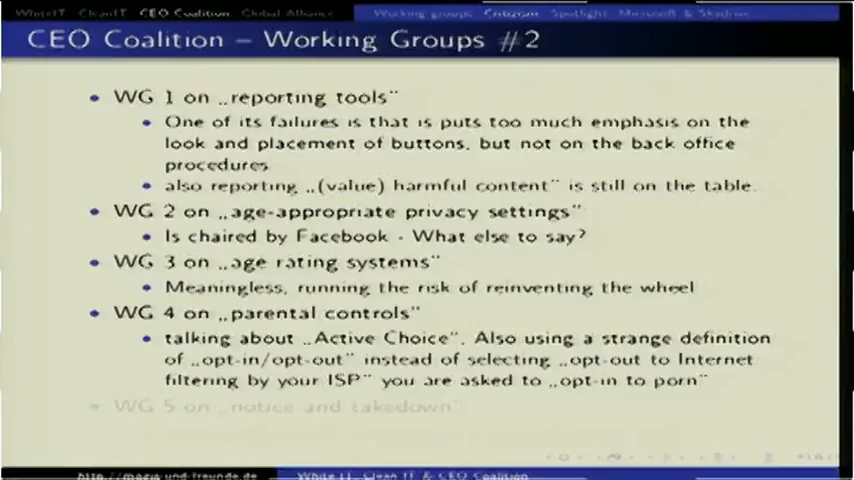 WhiteIT CleanIT CEO Coalition Global Alliance Working groups Criticism Spotlight Microsoft & Shadow
CEO Coalition – Working Groups #2
• WG 1 on „reporting tools"
• One of its failures is that is puts too much emphasis on the
look and placement of buttons, but not on the back office
procedures
• also reporting „(value) harmful content" is still on the table.
• WG 2 on „age-appropriate privacy settings"
• Is chaired by Facebook - What else to say?
• WG 3 on „age rating systems"
• Meaningless, running the risk of reinventing the wheel
• WG 4 on „parental controls"
• talking about „Active Choice". Also using a strange definition
of „opt-in/opt-out" instead of selecting „opt-out to Internet
filtering by your ISP" you are asked to „opt-in to porn"
• WG 5 on „notice and takedown"
White IT, Clean IT & CEO Coalition